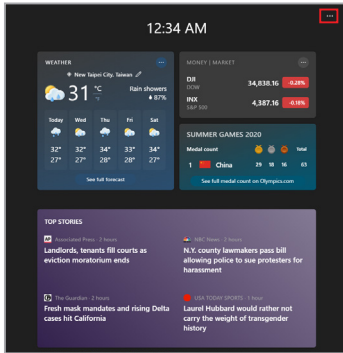 12:34 AM
WEATHER
New Taipei City, Taiwan
31 °C
Rain showers
87%
Today Wed Thu Fri Sat
32° 32° 34° 33° 34°
27° 27° 28° 28° 27°
See full forecast
MONEY | MARKET
DJI 34,838.16 -0.28%
DOW
INX 4,387.16 -0.18%
S&P 500
SUMMER GAMES 2020
Medal count Total
1 China 29 18 16 63
See full medal count on Olympics.com
TOP STORIES
AP Associated Press · 2 hours
Landlords, tenants fill courts as
eviction moratorium ends
NBC News · 2 hours
N.Y. county lawmakers pass bill
allowing police to sue protesters for
harassment
The Guardian · 2 hours
Fresh mask mandates and rising Delta
cases hit California
USA TODAY SPORTS · 1 hour
Laurel Hubbard would rather not
carry the weight of transgender
history